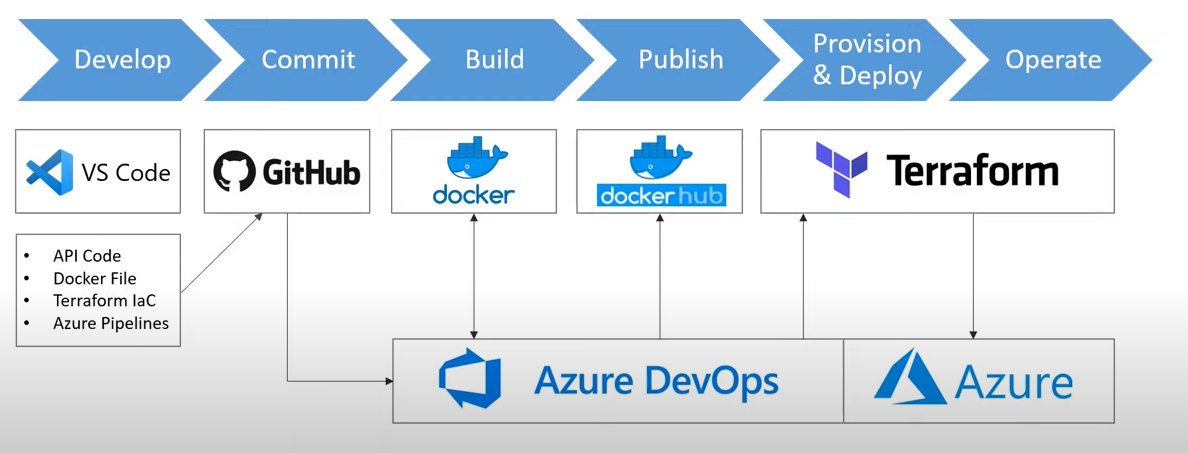 Develop
Commit
Build
Publish
Provision
& Deploy
Operate
VS Code
GitHub
docker
docker hub
Terraform
• API Code
• Docker File
• Terraform IaC
• Azure Pipelines
Azure DevOps
Azure